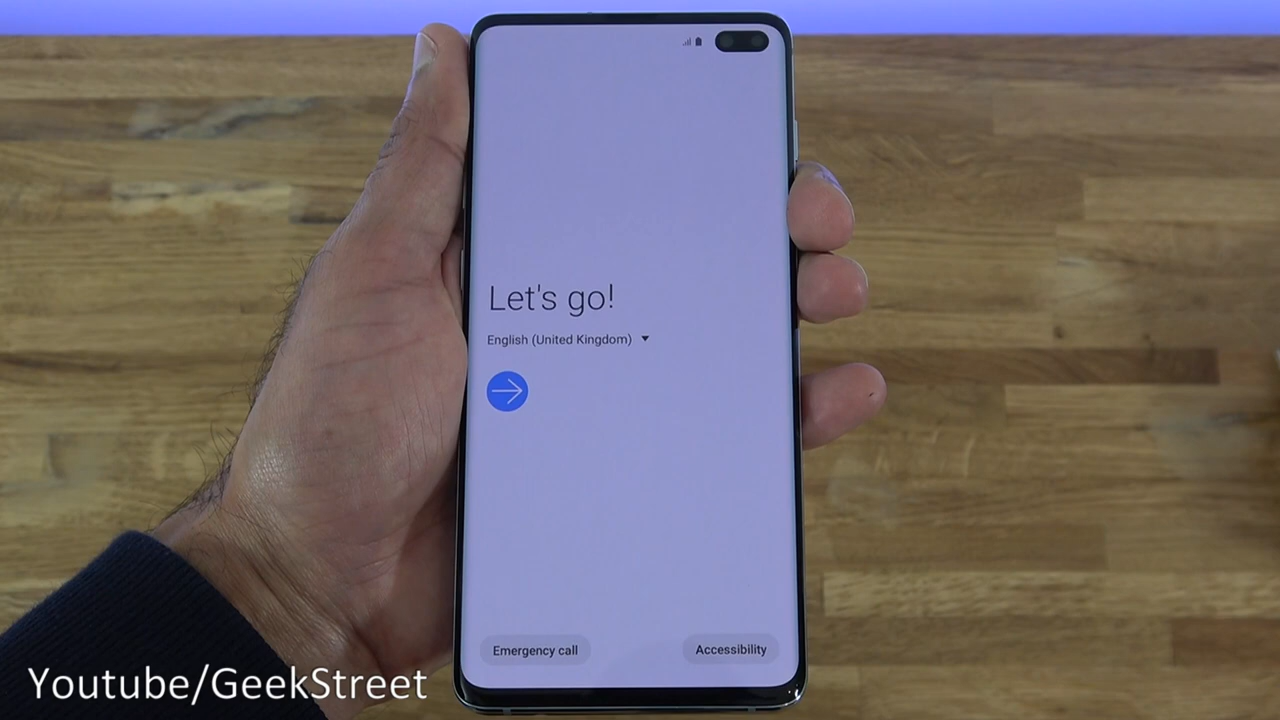 Let's go!
English (United Kingdom)
Emergency call
Accessibility
Youtube/GeekStreet